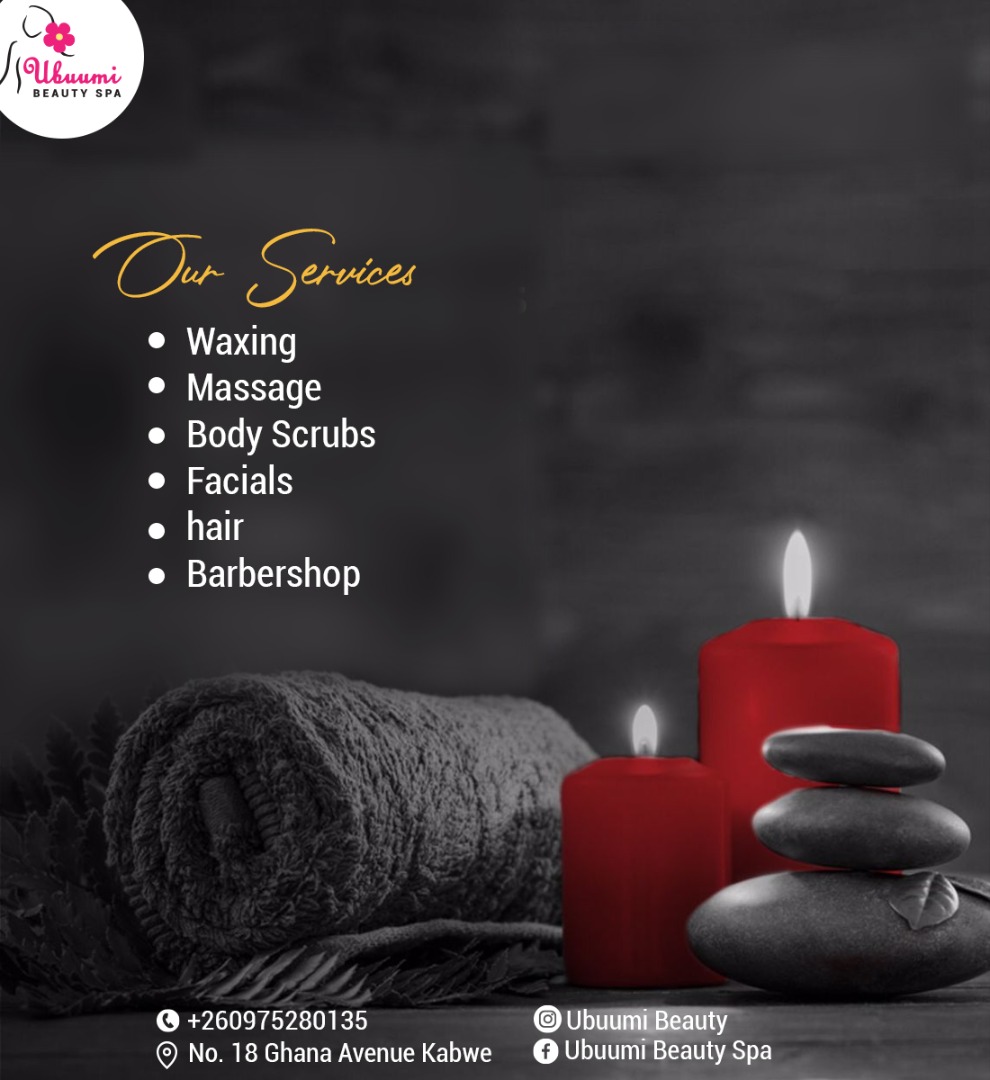 Ubuumi
BEAUTY SPA
Our Services
Waxing
Massage
Body Scrubs
Facials
hair
Barbershop
+260975280135
No. 18 Ghana Avenue Kabwe
Ubuumi Beauty
Ubuumi Beauty Spa